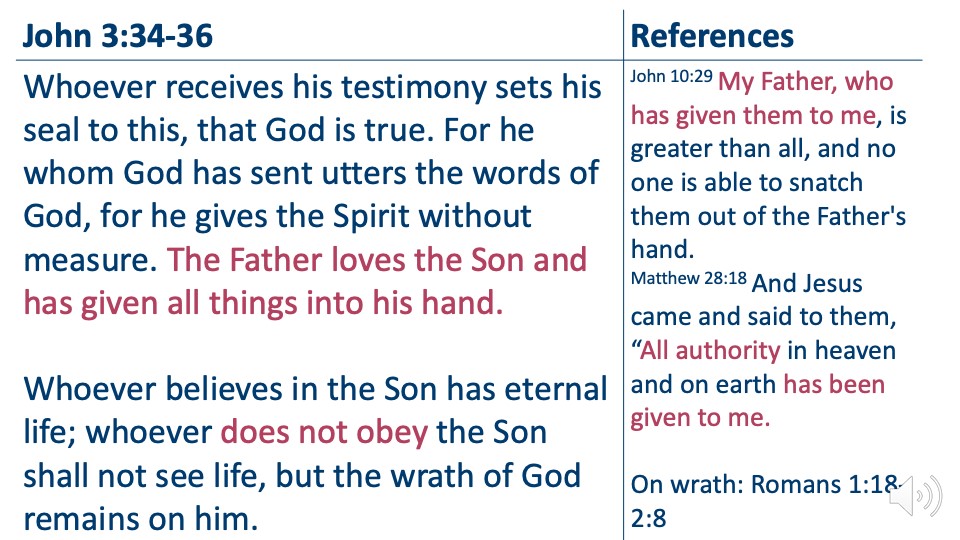 John 3:34-36
Whoever receives his testimony sets his
seal to this, that God is true. For he
whom God has sent utters the words of
God, for he gives the Spirit without
measure. The Father loves the Son and
has given all things into his hand.
Whoever believes in the Son has eternal
life; whoever does not obey the Son
shall not see life, but the wrath of God
remains on him.
References
John 10:29 My Father, who
has given them to me, is
greater than all, and no
one is able to snatch
them out of the Father's
hand.
Matthew 28:18 And Jesus
came and said to them,
“All authority in heaven
and on earth has been
given to me.
On wrath: Romans 1:18-
2:8